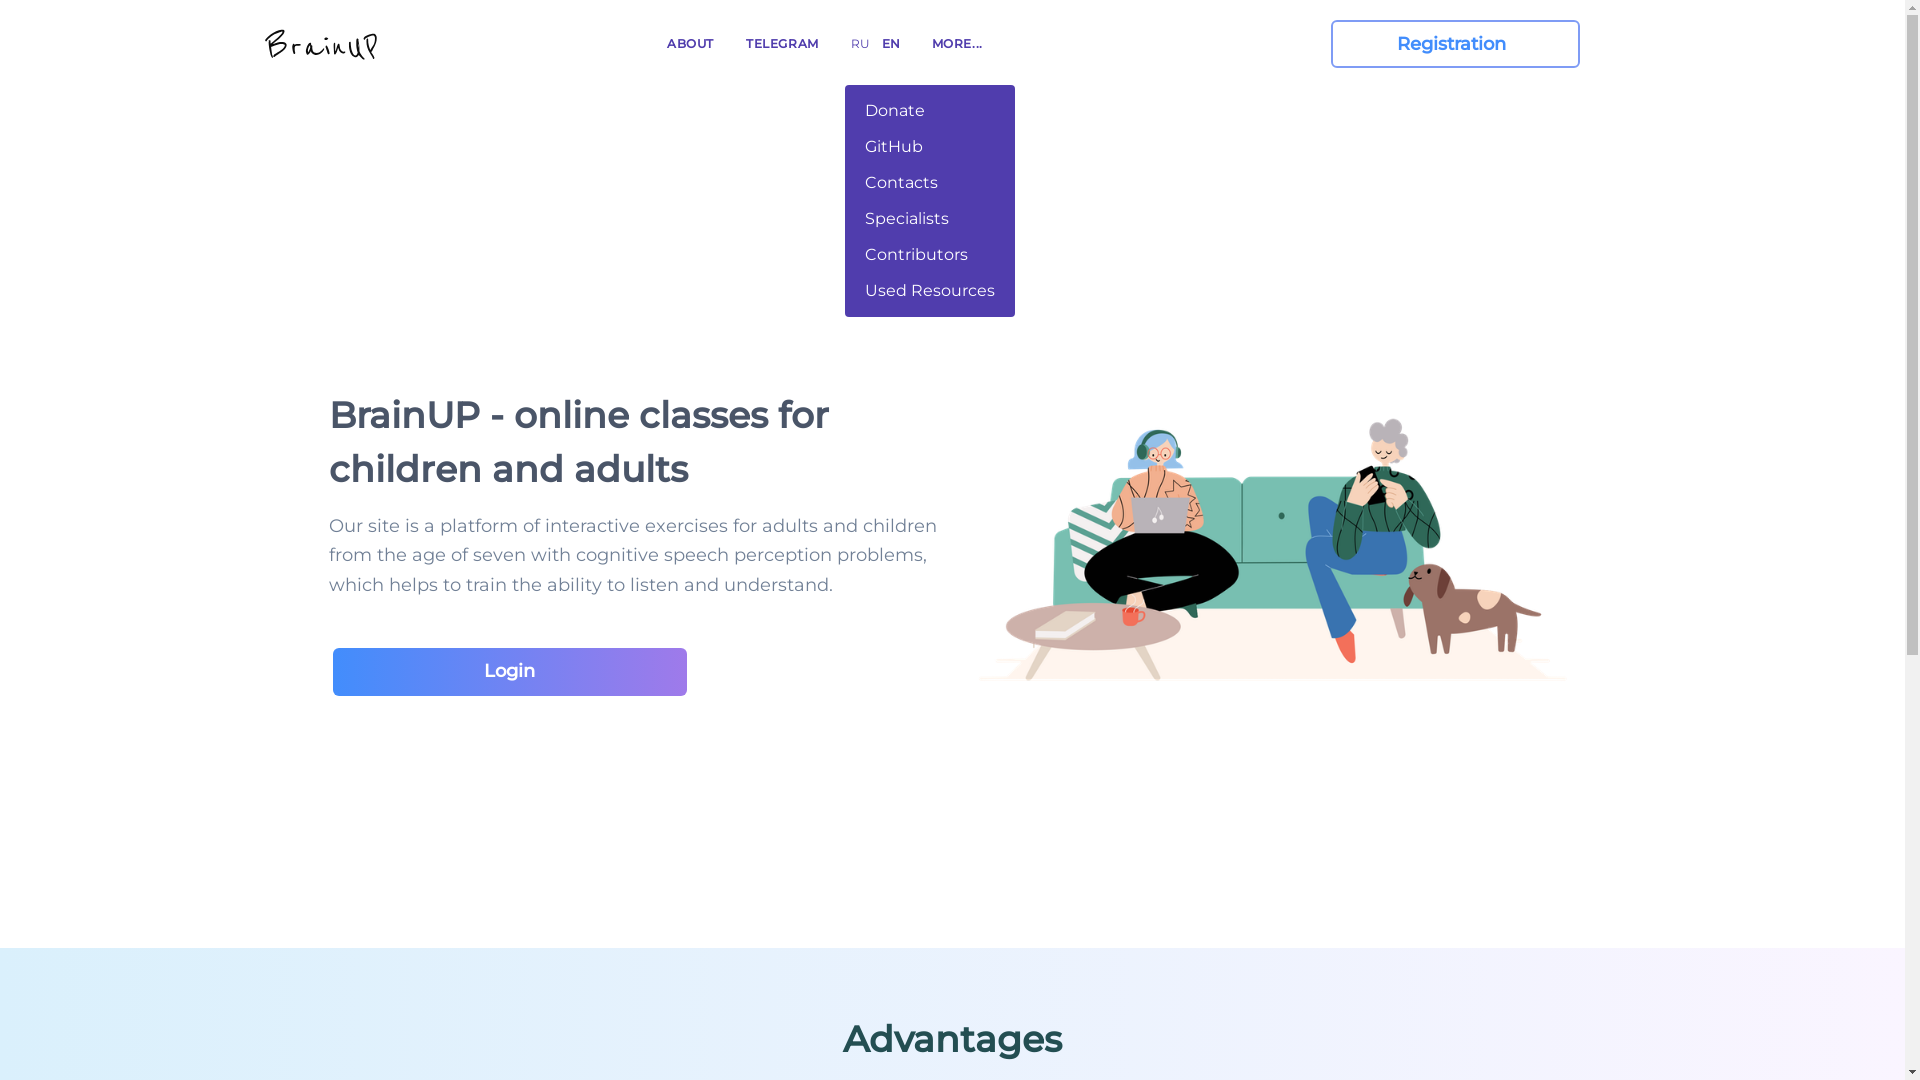 BrainUP
ABOUT TELEGRAM RU EN MORE...
Registration
Donate
GitHub
Contacts
Specialists
Contributors
Used Resources
BrainUP - online classes for
children and adults
Our site is a platform of interactive exercises for adults and children
from the age of seven with cognitive speech perception problems,
which helps to train the ability to listen and understand.
Login
Advantages